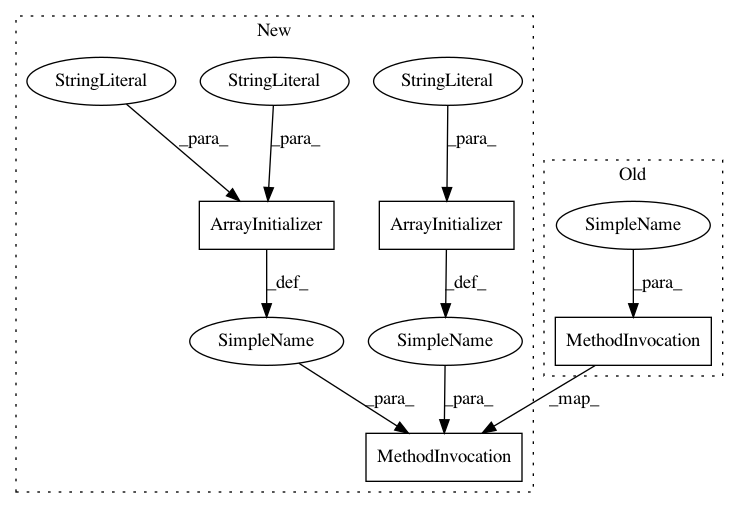 New
StringLiteral StringLiteral StringLiteral
_para_ _para_ _para_
Old
ArrayInitializer ArrayInitializer SimpleName
_def_ _def_ _para_
SimpleName SimpleName MethodInvocation
_para_ _para_ _map_
MethodInvocation